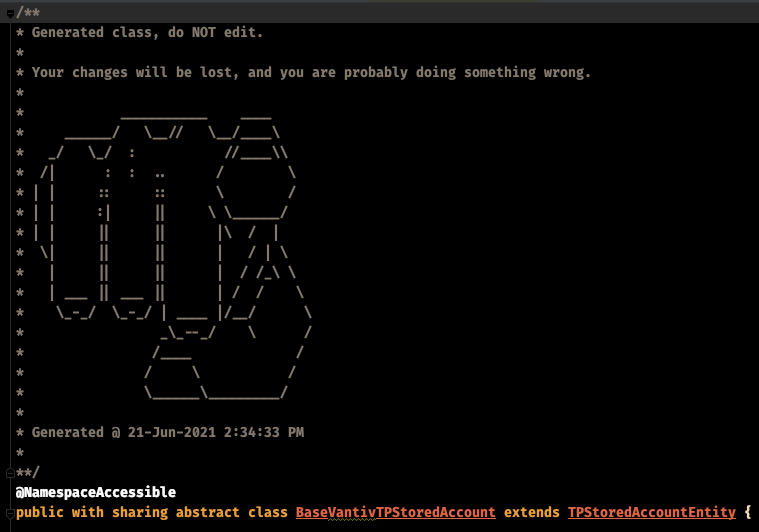 /**
* Generated class, do NOT edit.
*
* Your changes will be lost, and you are probably doing something wrong.
*
*            ___________    ____
*     ______/   \__//   \__/____\
*   _/   \_/  :           //____\\
*  /|      :  :  ..      /        \
* | |     ::     ::      \        /
* | |     :|     ||     \ \______/
* | |     ||     ||      |\  /  |
*  \|     ||     ||      |   / | \
*   |     ||     ||      |  / /_\ \
*   | ___ || ___ ||      | /  /    \
*    \_-_/  \_-_/ | ____ |/__/      \
*                 _\_--_/    \      /
*                /____             /
*               /     \           /
*               \______\_________/
*
* Generated @ 21-Jun-2021 2:34:33 PM
*
**/
@NamespaceAccessible
public with sharing abstract class BaseVantivTPStoredAccount extends TPStoredAccountEntity {